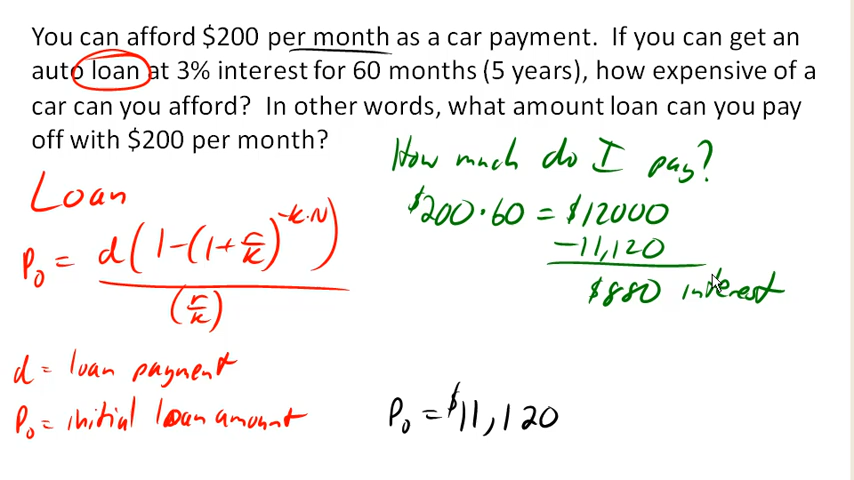 You can afford $200 per month as a car payment.  If you can get an
auto loan at 3% interest for 60 months (5 years), how expensive of a
car can you afford?  In other words, what amount loan can you pay
off with $200 per month?
How much do I pay?
$200·60 = $12000
−11,120
$880 interest
Loan
P₀ = d(1−(1+r/k)^(−k·N)) / (r/k)
d = loan payment
P₀ = initial loan amount
P₀ = $11,120